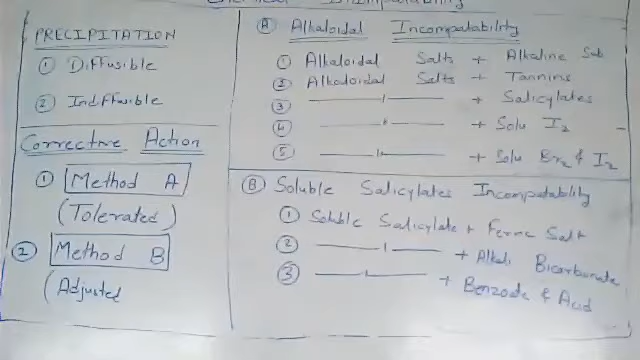 PRECIPITATION
① Diffusible
② Indiffusible
Corrective Action
① Method A
(Tolerated)
② Method B
(Adjusted
Ⓐ Alkaloidal Incompatability
① Alkaloidal Salts + Alkaline Sub
② Alkaloidal Salts + Tannins
③ —— 〃 —— + Salicylates
④ —— 〃 —— + Solu I₂
⑤ —— 〃 —— + Solu Br₂ & I₂
Ⓑ Soluble Salicylates Incompatability
① Soluble Salicylate + Ferric Salt
② —— 〃 —— + Alkali Bicarbonate
③ —— 〃 —— + Benzoate & Acid